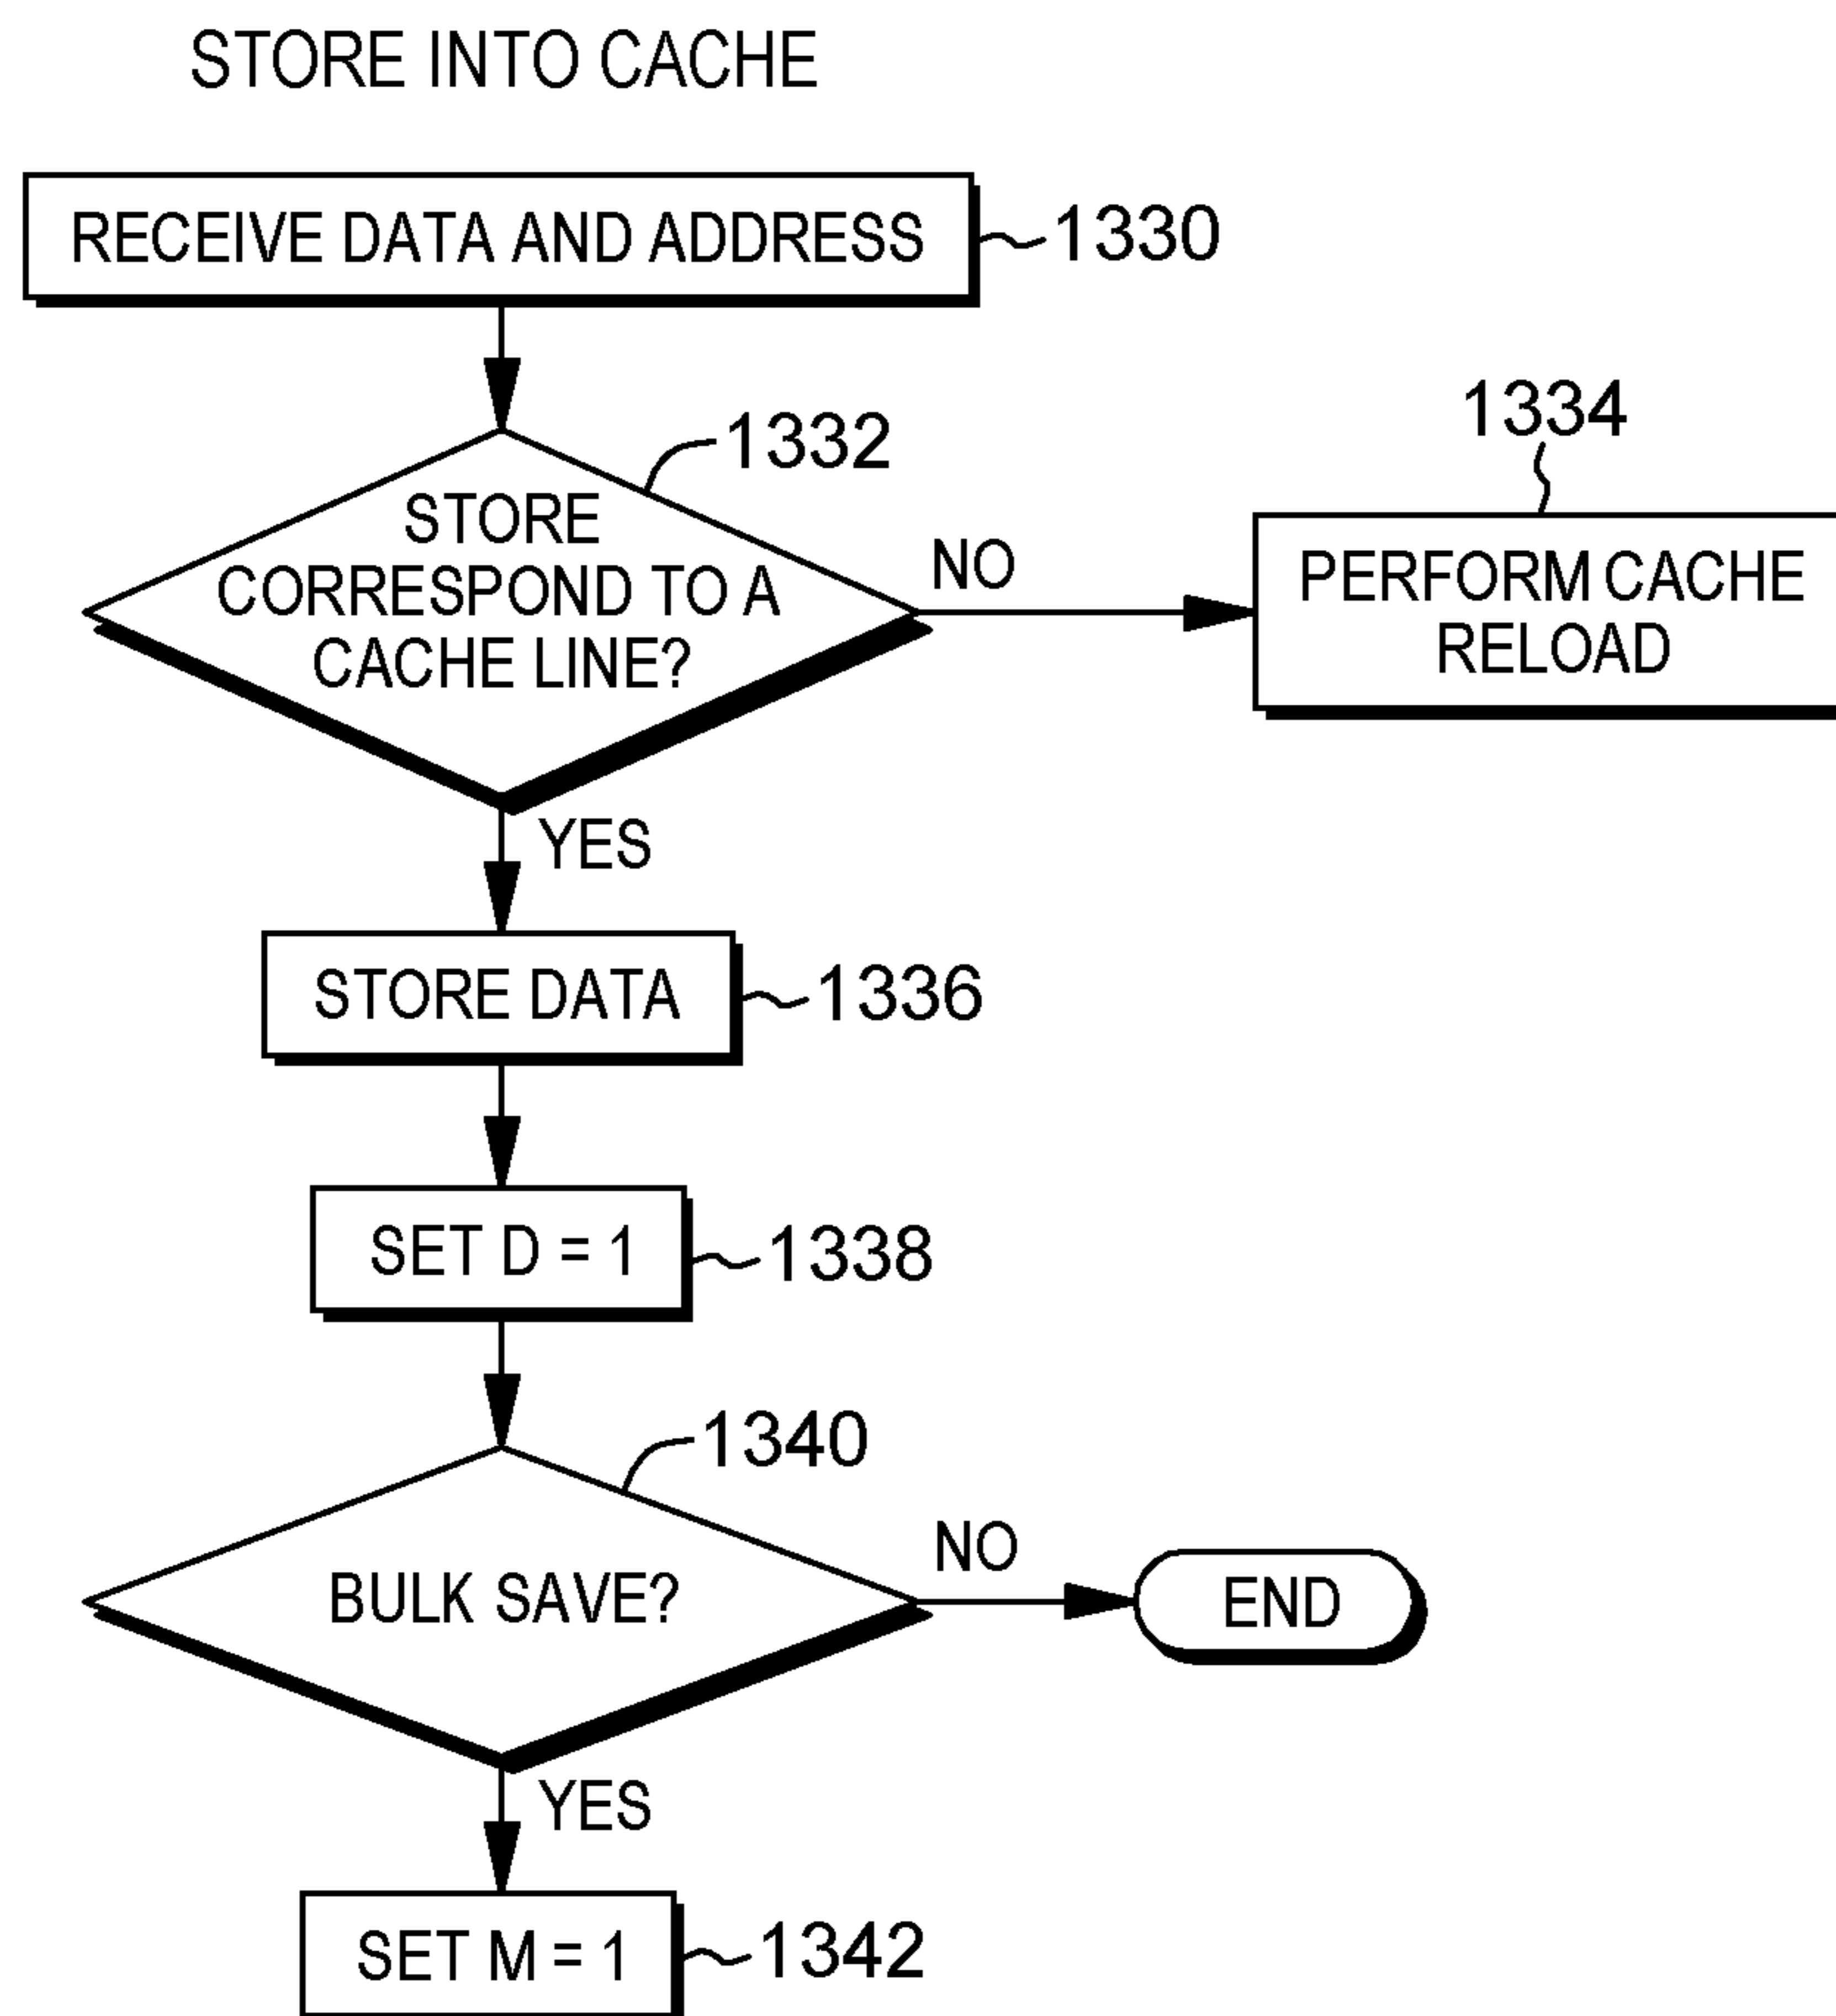 STORE INTO CACHE
RECEIVE DATA AND ADDRESS
1330
1332
STORE
CORRESPOND TO A
CACHE LINE?
NO
1334
PERFORM CACHE
RELOAD
YES
STORE DATA
1336
SET D = 1
1338
1340
BULK SAVE?
NO
END
YES
SET M = 1
1342